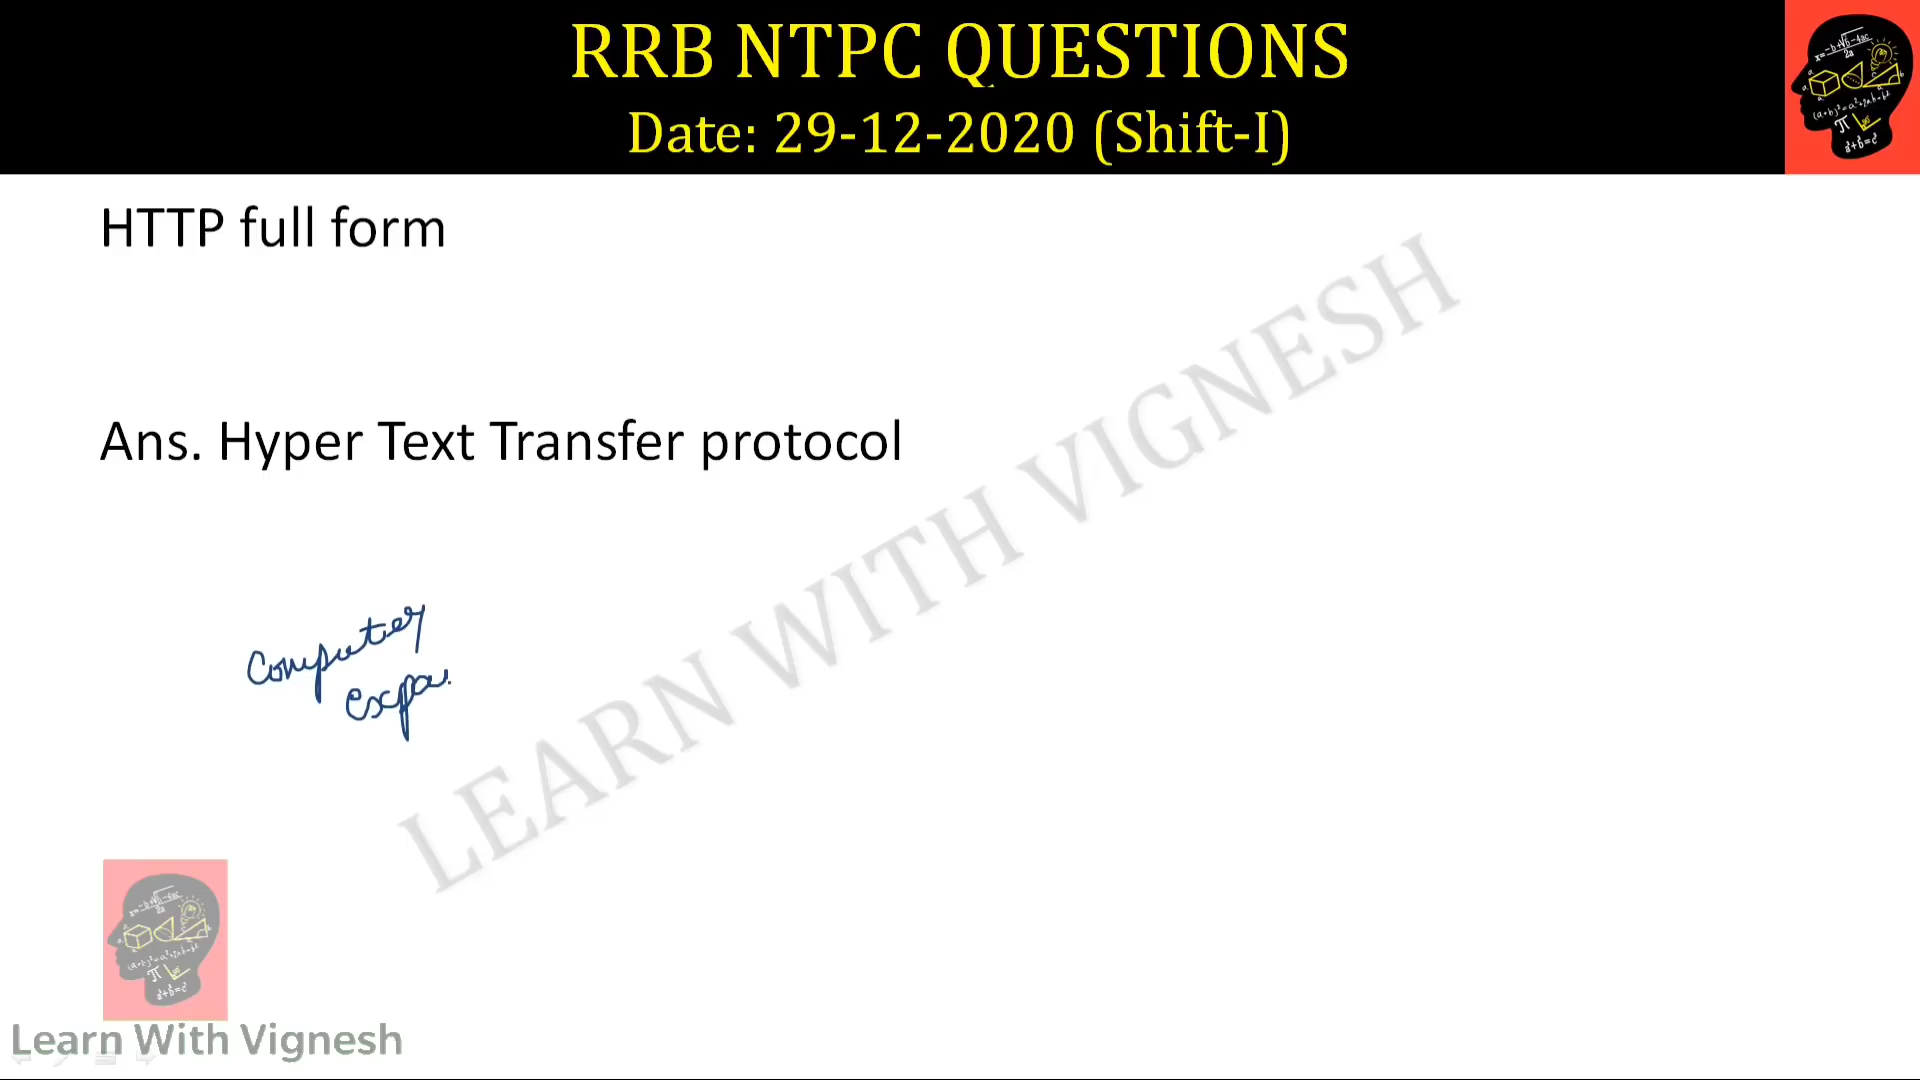 RRB NTPC QUESTIONS
Date: 29-12-2020 (Shift-I)
HTTP full form
Ans. Hyper Text Transfer protocol
LEARN WITH VIGNESH
Computer
Learn With Vignesh